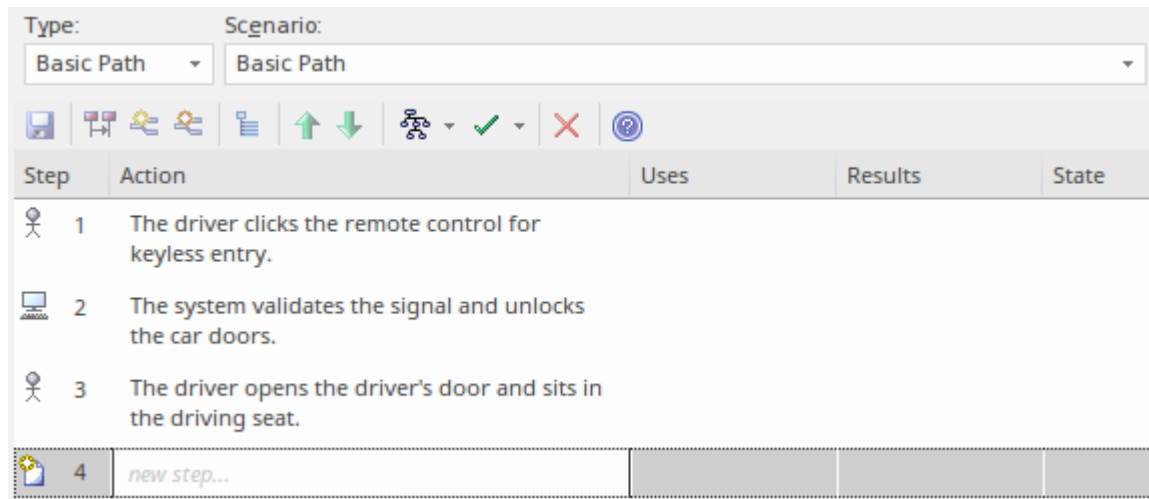 Type: Scenario:
Basic Path Basic Path
Step Action Uses Results State
1 The driver clicks the remote control for
keyless entry.
2 The system validates the signal and unlocks
the car doors.
3 The driver opens the driver's door and sits in
the driving seat.
4 new step...